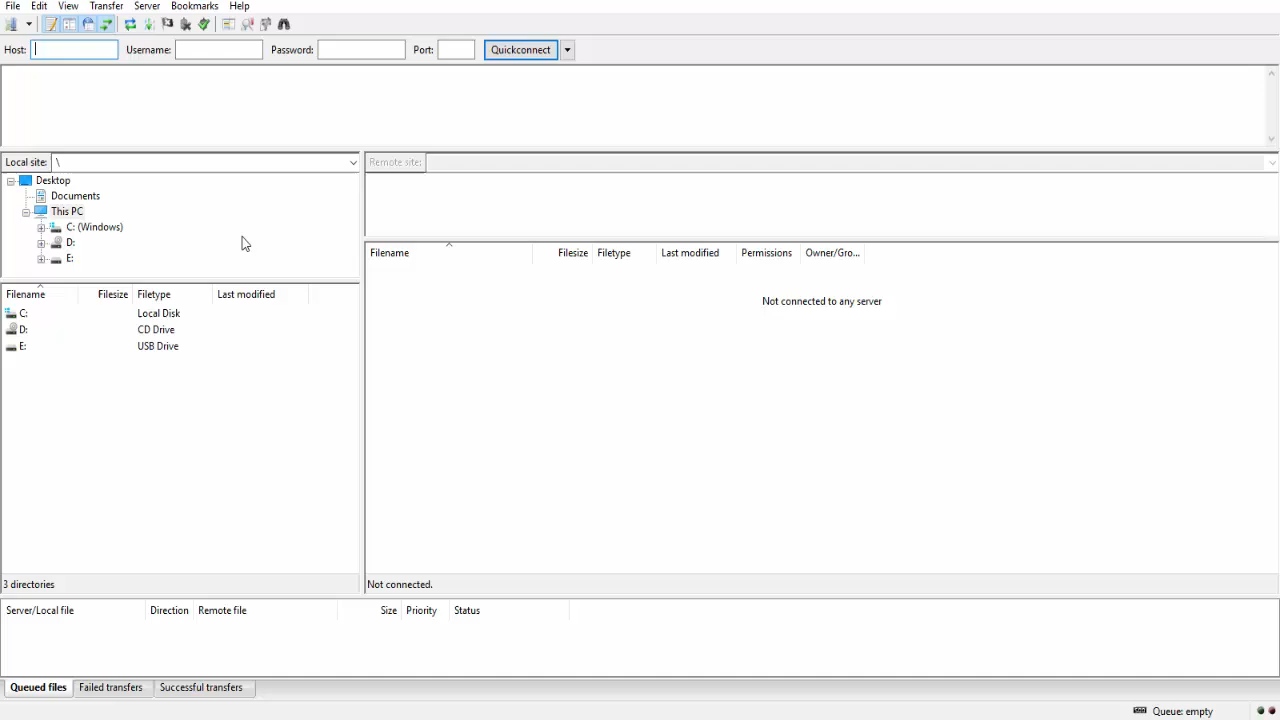 File Edit View Transfer Server Bookmarks Help
Host: Username: Password: Port: Quickconnect
Local site: \
Remote site:
Desktop
Documents
This PC
C: (Windows)
D:
E:
Filename Filesize Filetype Last modified
C: Local Disk
D: CD Drive
E: USB Drive
3 directories
Filename Filesize Filetype Last modified Permissions Owner/Gro...
Not connected to any server
Not connected.
Server/Local file Direction Remote file Size Priority Status
Queued files Failed transfers Successful transfers
Queue: empty